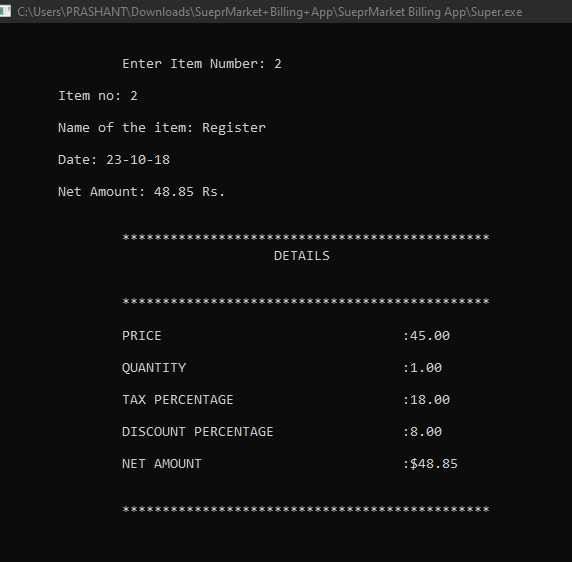 C:\Users\PRASHANT\Downloads\SueprMarket+Billing+App\SueprMarket Billing App\Super.exe
Enter Item Number: 2
Item no: 2
Name of the item: Register
Date: 23-10-18
Net Amount: 48.85 Rs.
**********************************************
DETAILS
**********************************************
PRICE :45.00
QUANTITY :1.00
TAX PERCENTAGE :18.00
DISCOUNT PERCENTAGE :8.00
NET AMOUNT :$48.85
**********************************************